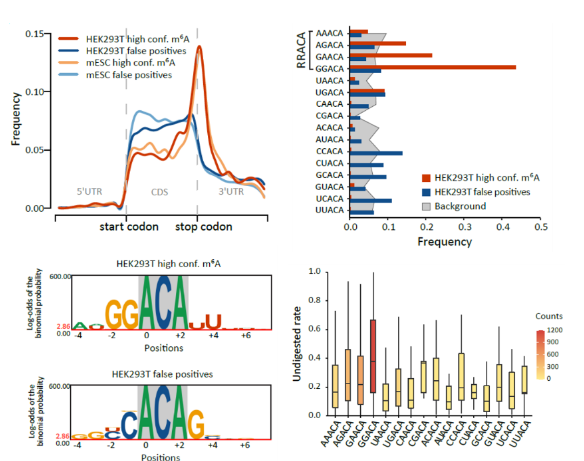 HEK293T high conf. m⁶A
HEK293T false positives
mESC high conf. m⁶A
mESC false positives
Frequency
0.15
0.10
0.05
0.00
5'UTR
CDS
3'UTR
start codon
stop codon
RRACA
AAACA
AGACA
GAACA
GGACA
UAACA
UGACA
CAACA
CGACA
ACACA
AUACA
CCACA
CUACA
GCACA
GUACA
UCACA
UUACA
HEK293T high conf. m⁶A
HEK293T false positives
Background
0.0 0.1 0.2 0.3 0.4 0.5
Frequency
HEK293T high conf. m⁶A
Log-odds of the
binomial probability
600.00
2.86
0.00
GGACA
-4 -2 0 +2 +4 +6
Positions
HEK293T false positives
Log-odds of the
binomial probability
600.00
2.86
0.00
CACAG
-4 -2 0 +2 +4 +6
Positions
Undigested rate
1.0
0.8
0.6
0.4
0.2
0.0
AAACA AGACA GAACA GGACA UAACA UGACA CAACA CGACA ACACA AUACA CCACA CUACA GCACA GUACA UCACA UUACA
Counts
1200
900
600
300
0